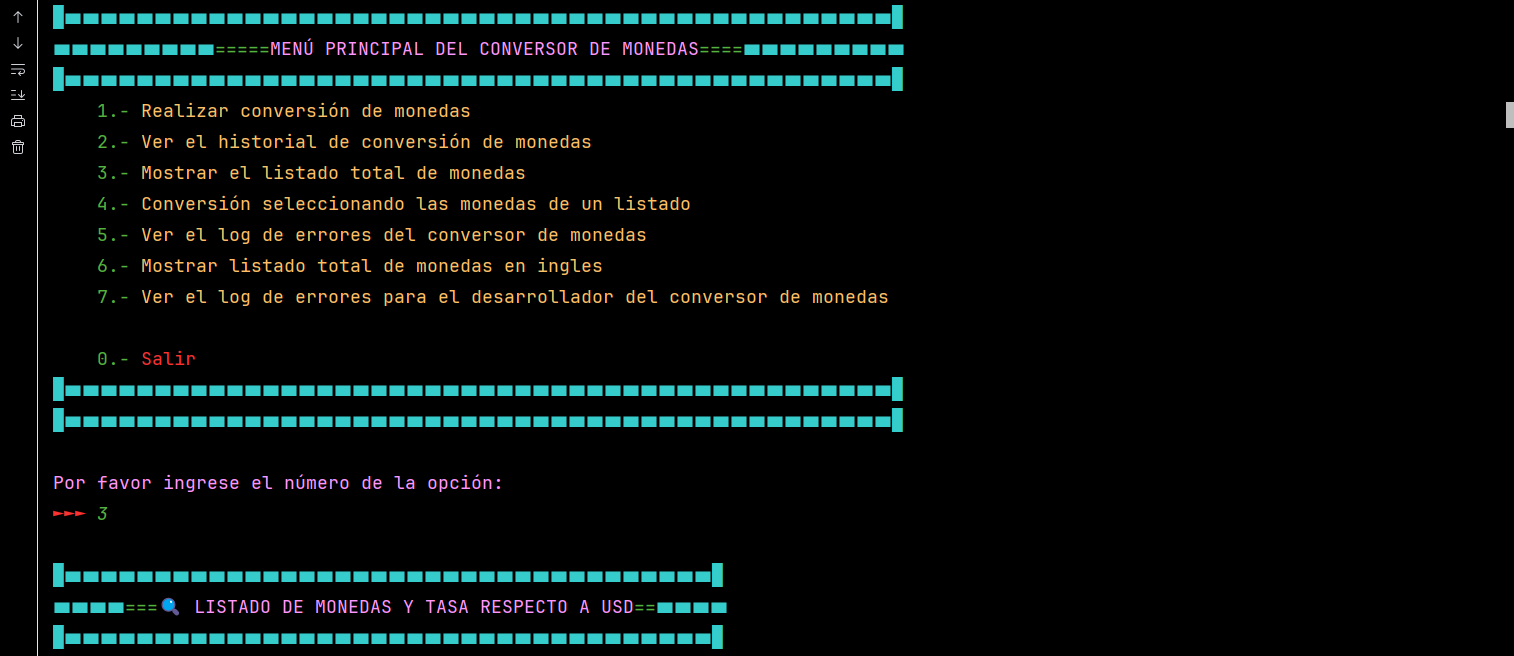 =====MENÚ PRINCIPAL DEL CONVERSOR DE MONEDAS====
1.- Realizar conversión de monedas
2.- Ver el historial de conversión de monedas
3.- Mostrar el listado total de monedas
4.- Conversión seleccionando las monedas de un listado
5.- Ver el log de errores del conversor de monedas
6.- Mostrar listado total de monedas en ingles
7.- Ver el log de errores para el desarrollador del conversor de monedas
0.- Salir
Por favor ingrese el número de la opción:
►►► 3
===🔍 LISTADO DE MONEDAS Y TASA RESPECTO A USD==